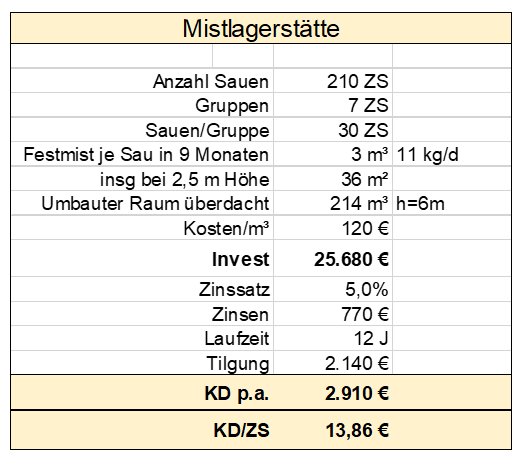 Mistlagerstätte
Anzahl Sauen 210 ZS
Gruppen 7 ZS
Sauen/Gruppe 30 ZS
Festmist je Sau in 9 Monaten 3 m³ 11 kg/d
insg bei 2,5 m Höhe 36 m²
Umbauter Raum überdacht 214 m³ h=6m
Kosten/m³ 120 €
Invest 25.680 €
Zinssatz 5,0%
Zinsen 770 €
Laufzeit 12 J
Tilgung 2.140 €
KD p.a. 2.910 €
KD/ZS 13,86 €